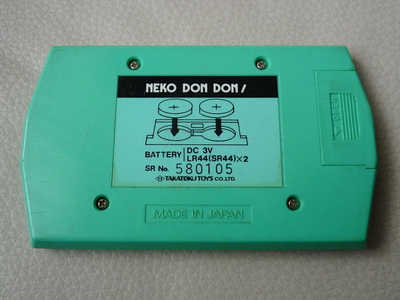 NEKO DON DON!
BATTERY DC 3V
LR44(SR44)×2
SR No. 580105
TAKATOKU TOYS CO., LTD.
MADE IN JAPAN